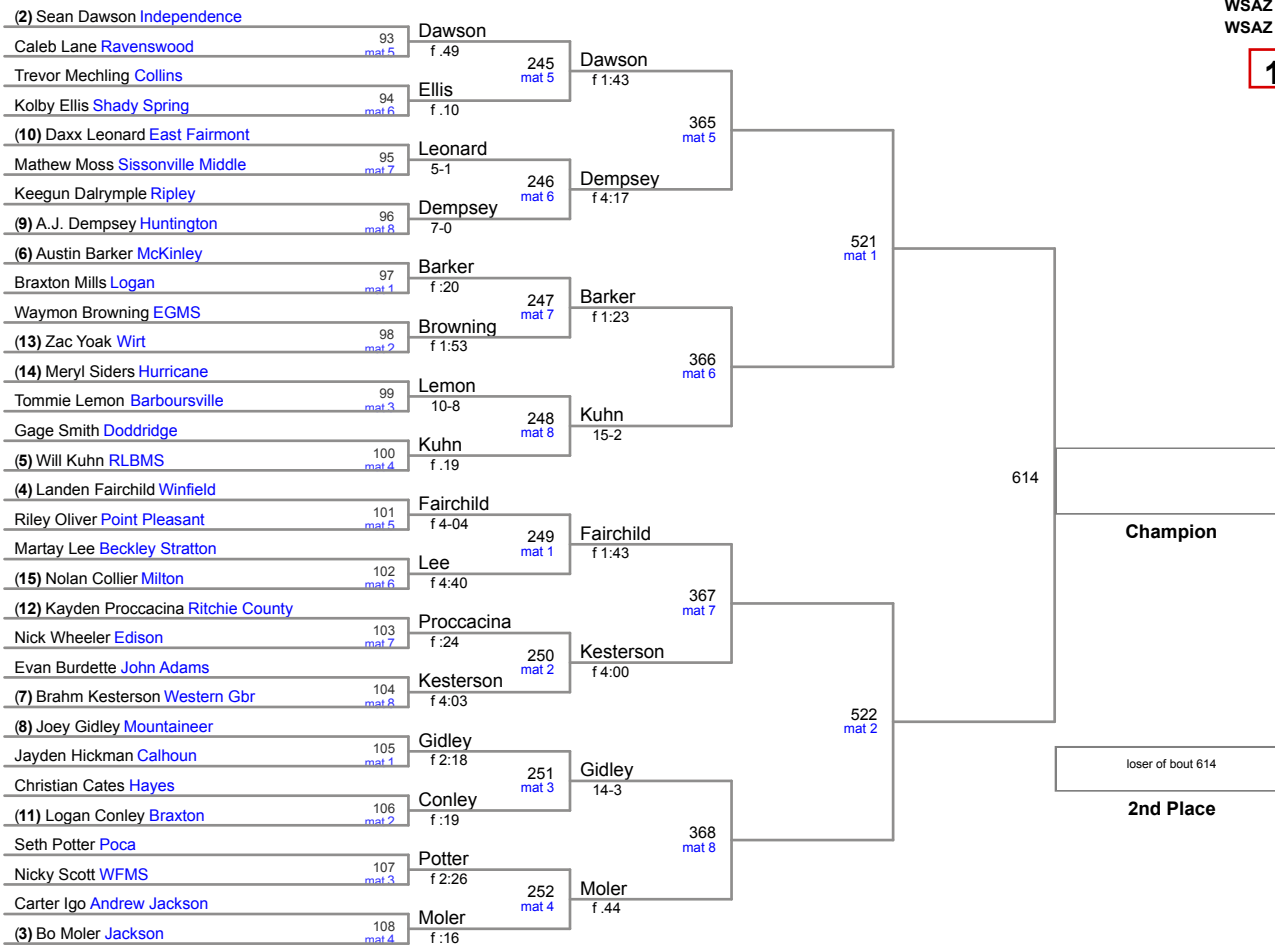 WSAZ
WSAZ
1
(2) Sean Dawson Independence
Caleb Lane Ravenswood
93
mat 5
Dawson
f .49
Trevor Mechling Collins
Kolby Ellis Shady Spring
94
mat 6
Ellis
f .10
245
mat 5
Dawson
f 1:43
(10) Daxx Leonard East Fairmont
Mathew Moss Sissonville Middle
95
mat 7
Leonard
5-1
Keegun Dalrymple Ripley
(9) A.J. Dempsey Huntington
96
mat 8
Dempsey
7-0
246
mat 6
Dempsey
f 4:17
365
mat 5
(6) Austin Barker McKinley
Braxton Mills Logan
97
mat 1
Barker
f :20
Waymon Browning EGMS
(13) Zac Yoak Wirt
98
mat 2
Browning
f 1:53
247
mat 7
Barker
f 1:23
(14) Meryl Siders Hurricane
Tommie Lemon Barboursville
99
mat 3
Lemon
10-8
Gage Smith Doddridge
(5) Will Kuhn RLBMS
100
mat 4
Kuhn
f .19
248
mat 8
Kuhn
15-2
366
mat 6
521
mat 1
(4) Landen Fairchild Winfield
Riley Oliver Point Pleasant
101
mat 5
Fairchild
f 4-04
Martay Lee Beckley Stratton
(15) Nolan Collier Milton
102
mat 6
Lee
f 4:40
249
mat 1
Fairchild
f 1:43
(12) Kayden Proccacina Ritchie County
Nick Wheeler Edison
103
mat 7
Proccacina
f :24
Evan Burdette John Adams
(7) Brahm Kesterson Western Gbr
104
mat 8
Kesterson
f 4:03
250
mat 2
Kesterson
f 4:00
367
mat 7
(8) Joey Gidley Mountaineer
Jayden Hickman Calhoun
105
mat 1
Gidley
f 2:18
Christian Cates Hayes
(11) Logan Conley Braxton
106
mat 2
Conley
f :19
251
mat 3
Gidley
14-3
Seth Potter Poca
Nicky Scott WFMS
107
mat 3
Potter
f 2:26
Carter Igo Andrew Jackson
(3) Bo Moler Jackson
108
mat 4
Moler
f :16
252
mat 4
Moler
f .44
368
mat 8
522
mat 2
614
Champion
loser of bout 614
2nd Place